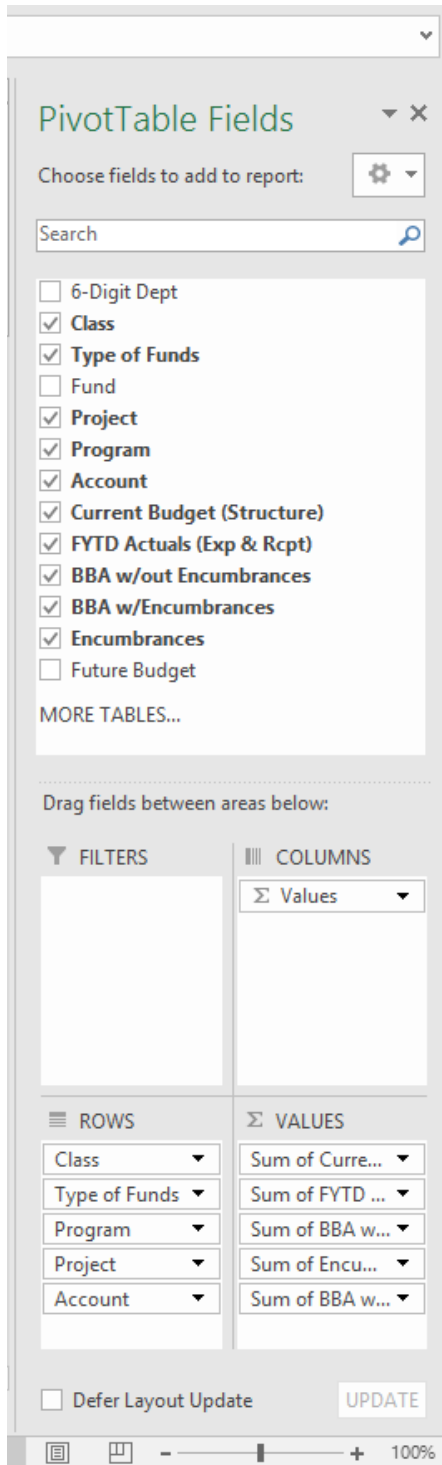 PivotTable Fields
Choose fields to add to report:
Search
6-Digit Dept
Class
Type of Funds
Fund
Project
Program
Account
Current Budget (Structure)
FYTD Actuals (Exp & Rcpt)
BBA w/out Encumbrances
BBA w/Encumbrances
Encumbrances
Future Budget
MORE TABLES...
Drag fields between areas below:
FILTERS
COLUMNS
Σ Values
ROWS
Class
Type of Funds
Program
Project
Account
Σ VALUES
Sum of Curre...
Sum of FYTD ...
Sum of BBA w...
Sum of Encu...
Sum of BBA w...
Defer Layout Update
UPDATE
- + 100%